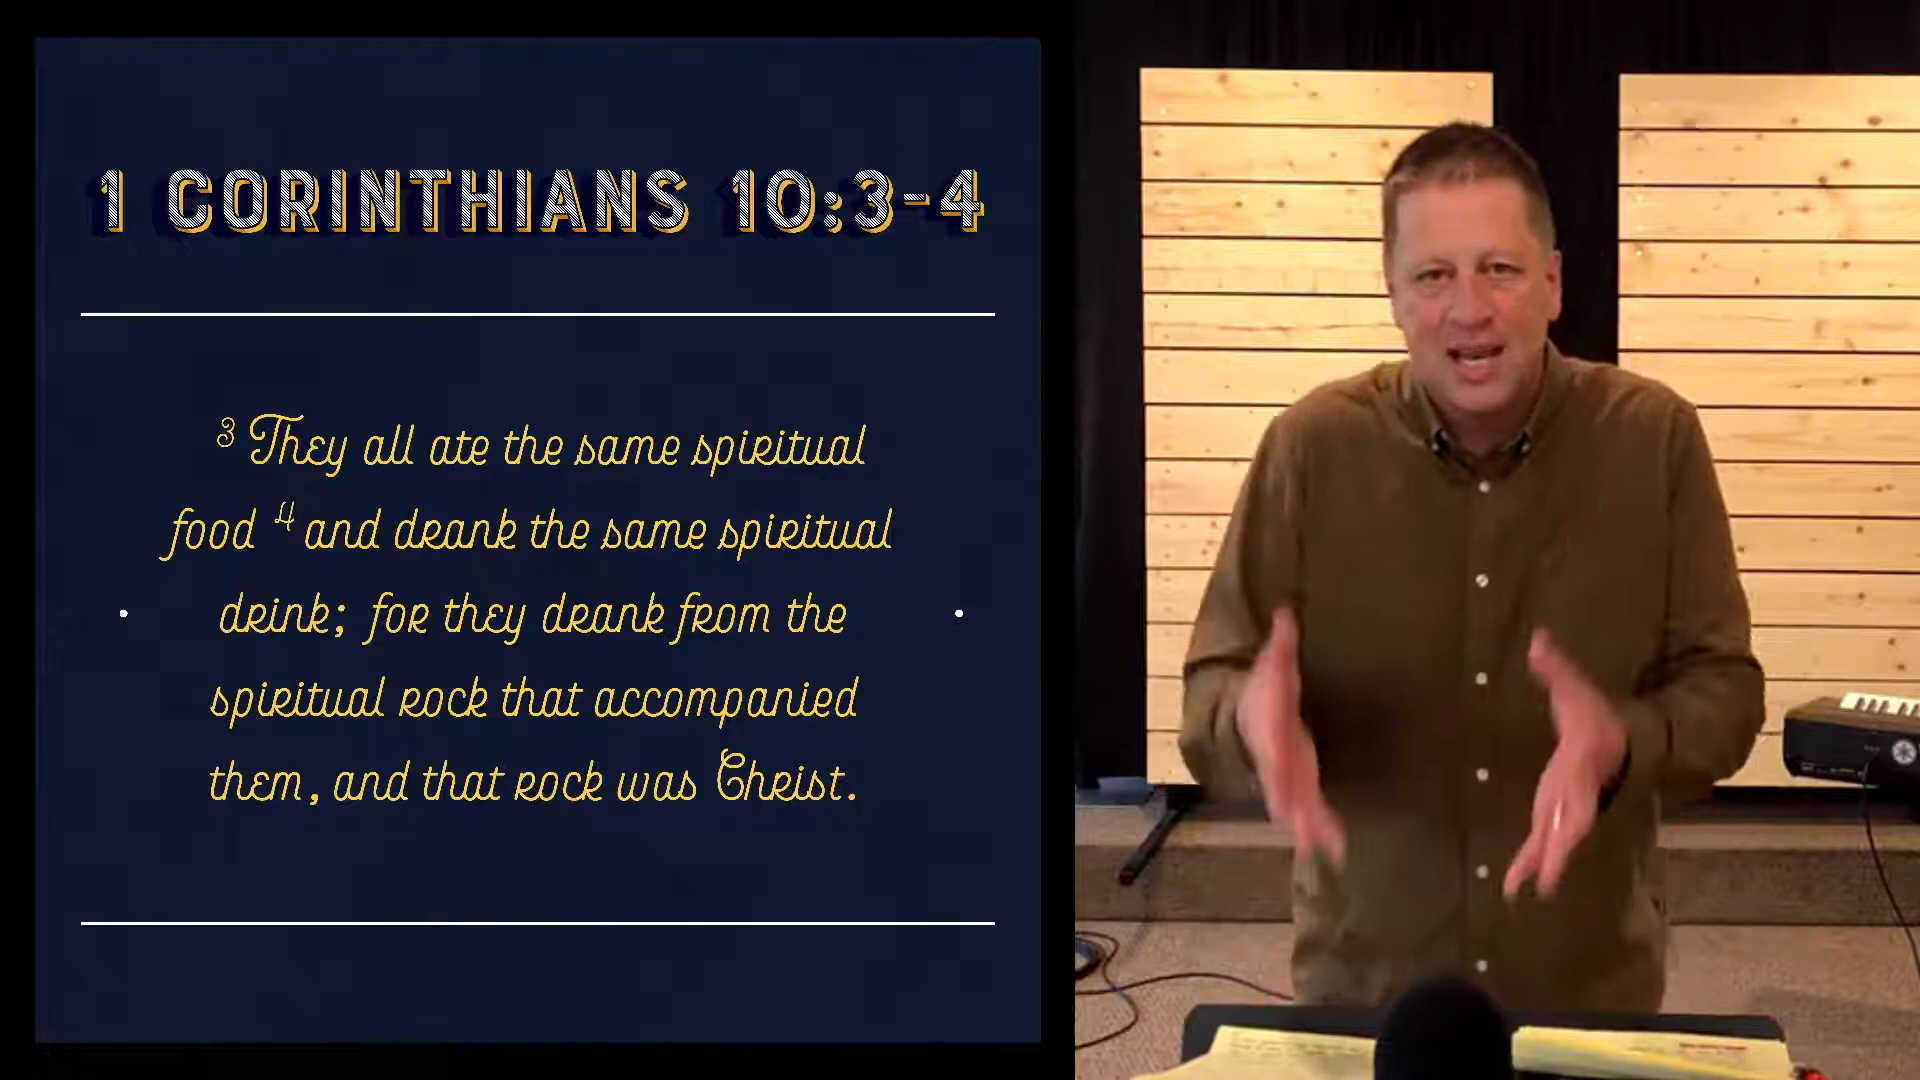 1 CORINTHIANS 10:3-4
3 They all ate the same spiritual
food 4 and drank the same spiritual
drink; for they drank from the
spiritual rock that accompanied
them, and that rock was Christ.